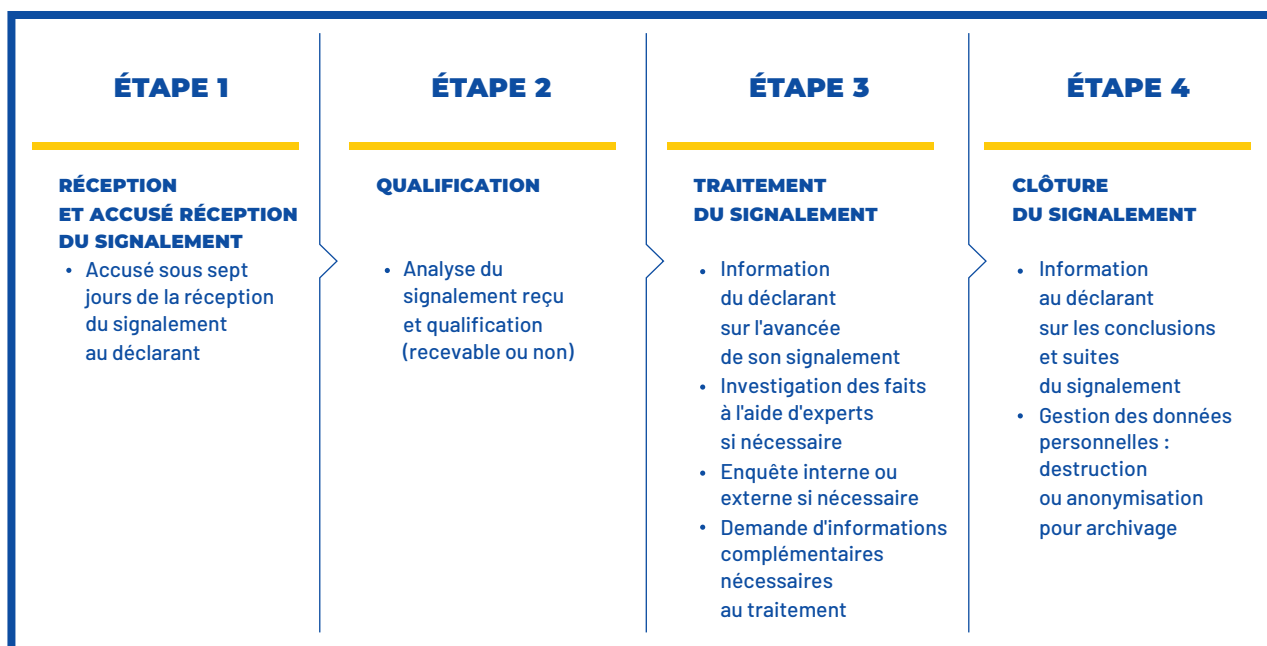 ÉTAPE 1
RÉCEPTION
ET ACCUSÉ RÉCEPTION
DU SIGNALEMENT
• Accusé sous sept
jours de la réception
du signalement
au déclarant
ÉTAPE 2
QUALIFICATION
• Analyse du
signalement reçu
et qualification
(recevable ou non)
ÉTAPE 3
TRAITEMENT
DU SIGNALEMENT
• Information
du déclarant
sur l'avancée
de son signalement
• Investigation des faits
à l'aide d'experts
si nécessaire
• Enquête interne ou
externe si nécessaire
• Demande d'informations
complémentaires
nécessaires
au traitement
ÉTAPE 4
CLÔTURE
DU SIGNALEMENT
• Information
au déclarant
sur les conclusions
et suites
du signalement
• Gestion des données
personnelles :
destruction
ou anonymisation
pour archivage